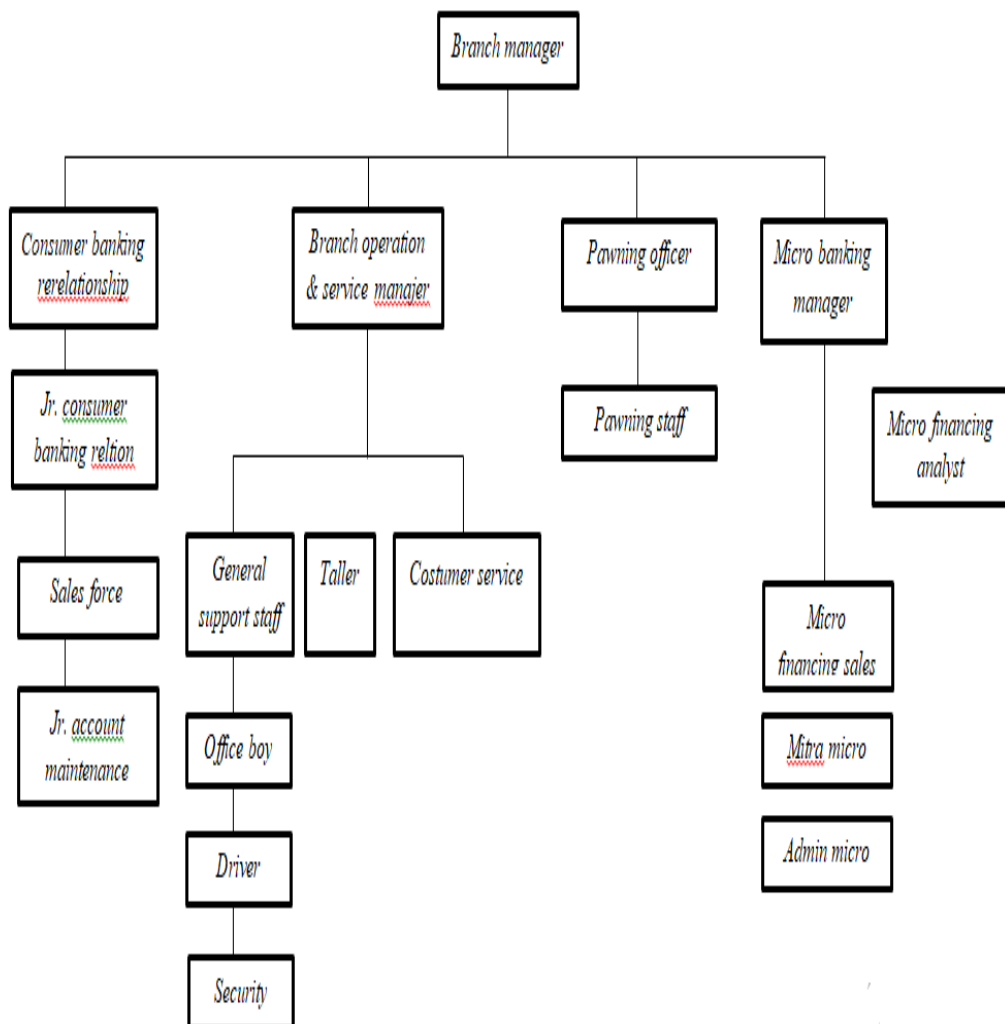 Branch manager
Consumer banking
rerelationship
Branch operation
& service manajer
Pawning officer
Micro banking
manager
Jr. consumer
banking reltion
Pawning staff
Micro financing
analyst
General
support staff
Taller
Costumer service
Sales force
Micro
financing sales
Jr. account
maintenance
Office boy
Mitra micro
Driver
Admin micro
Security